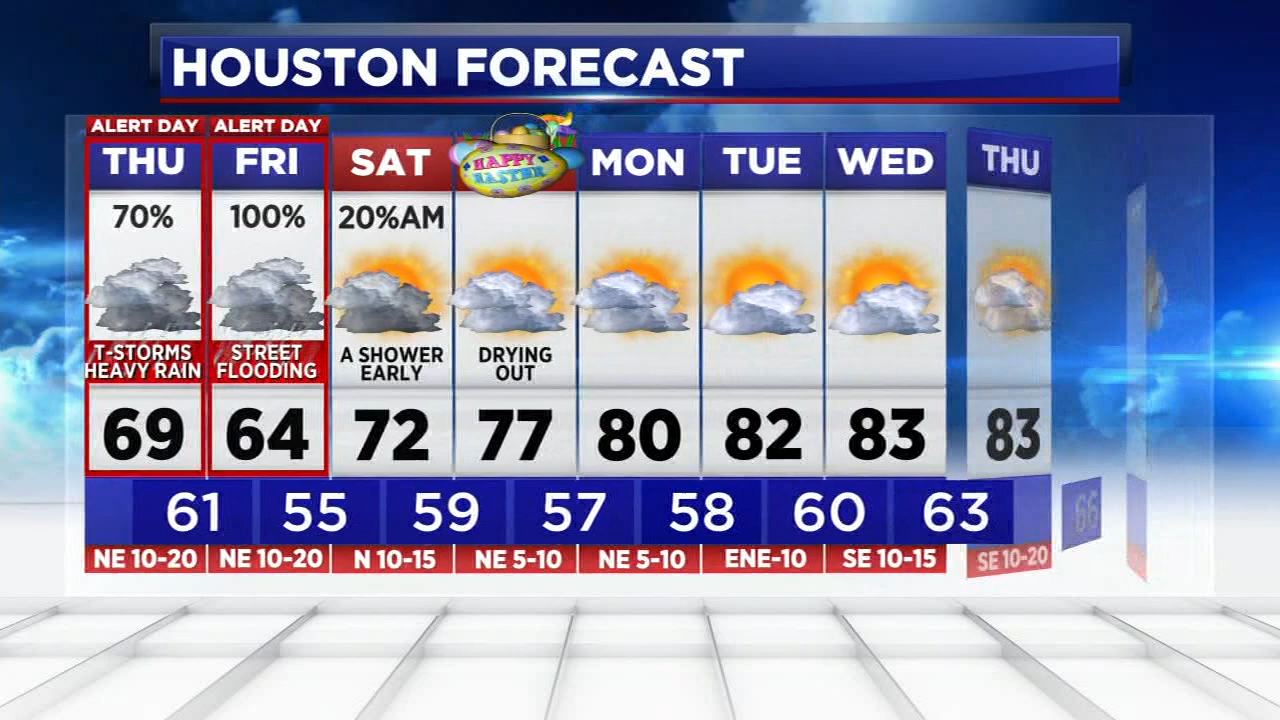 HOUSTON FORECAST
ALERT DAY ALERT DAY
THU FRI SAT HAPPY EASTER MON TUE WED THU
70% 100% 20%AM
T-STORMS
HEAVY RAIN
STREET
FLOODING
A SHOWER
EARLY
DRYING
OUT
69 64 72 77 80 82 83 83
61 55 59 57 58 60 63 66
NE 10-20 NE 10-20 N 10-15 NE 5-10 NE 5-10 ENE-10 SE 10-15 SE 10-20